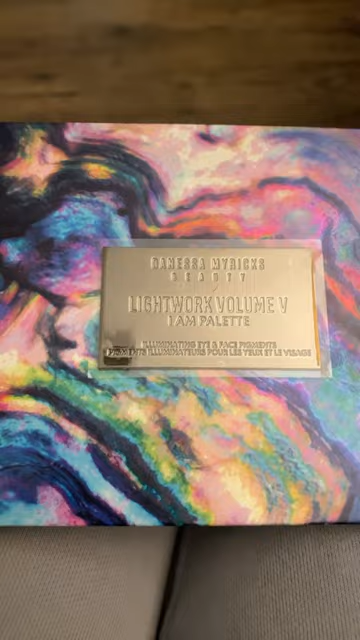 DANESSA MYRICKS
BEAUTY
LIGHTWORK VOLUME V
I AM PALETTE
ILLUMINATING EYE & FACE PIGMENTS
PIGMENTS ILLUMINATEURS POUR LES YEUX ET LE VISAGE